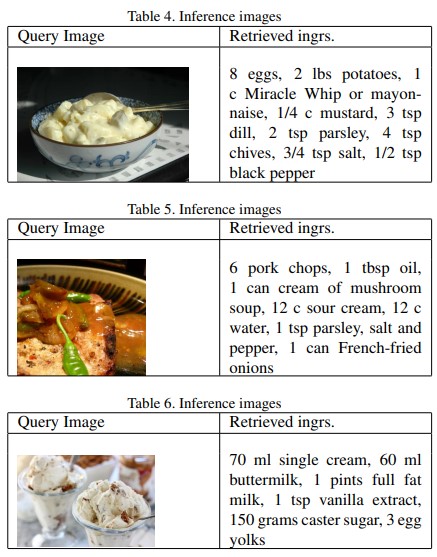 Table 4. Inference images
Query Image
Retrieved ingrs.
8 eggs, 2 lbs potatoes, 1
c Miracle Whip or mayon-
naise, 1/4 c mustard, 3 tsp
dill, 2 tsp parsley, 4 tsp
chives, 3/4 tsp salt, 1/2 tsp
black pepper
Table 5. Inference images
Query Image
Retrieved ingrs.
6 pork chops, 1 tbsp oil,
1 can cream of mushroom
soup, 12 c sour cream, 12 c
water, 1 tsp parsley, salt and
pepper, 1 can French-fried
onions
Table 6. Inference images
Query Image
Retrieved ingrs.
70 ml single cream, 60 ml
buttermilk, 1 pints full fat
milk, 1 tsp vanilla extract,
150 grams caster sugar, 3 egg
yolks